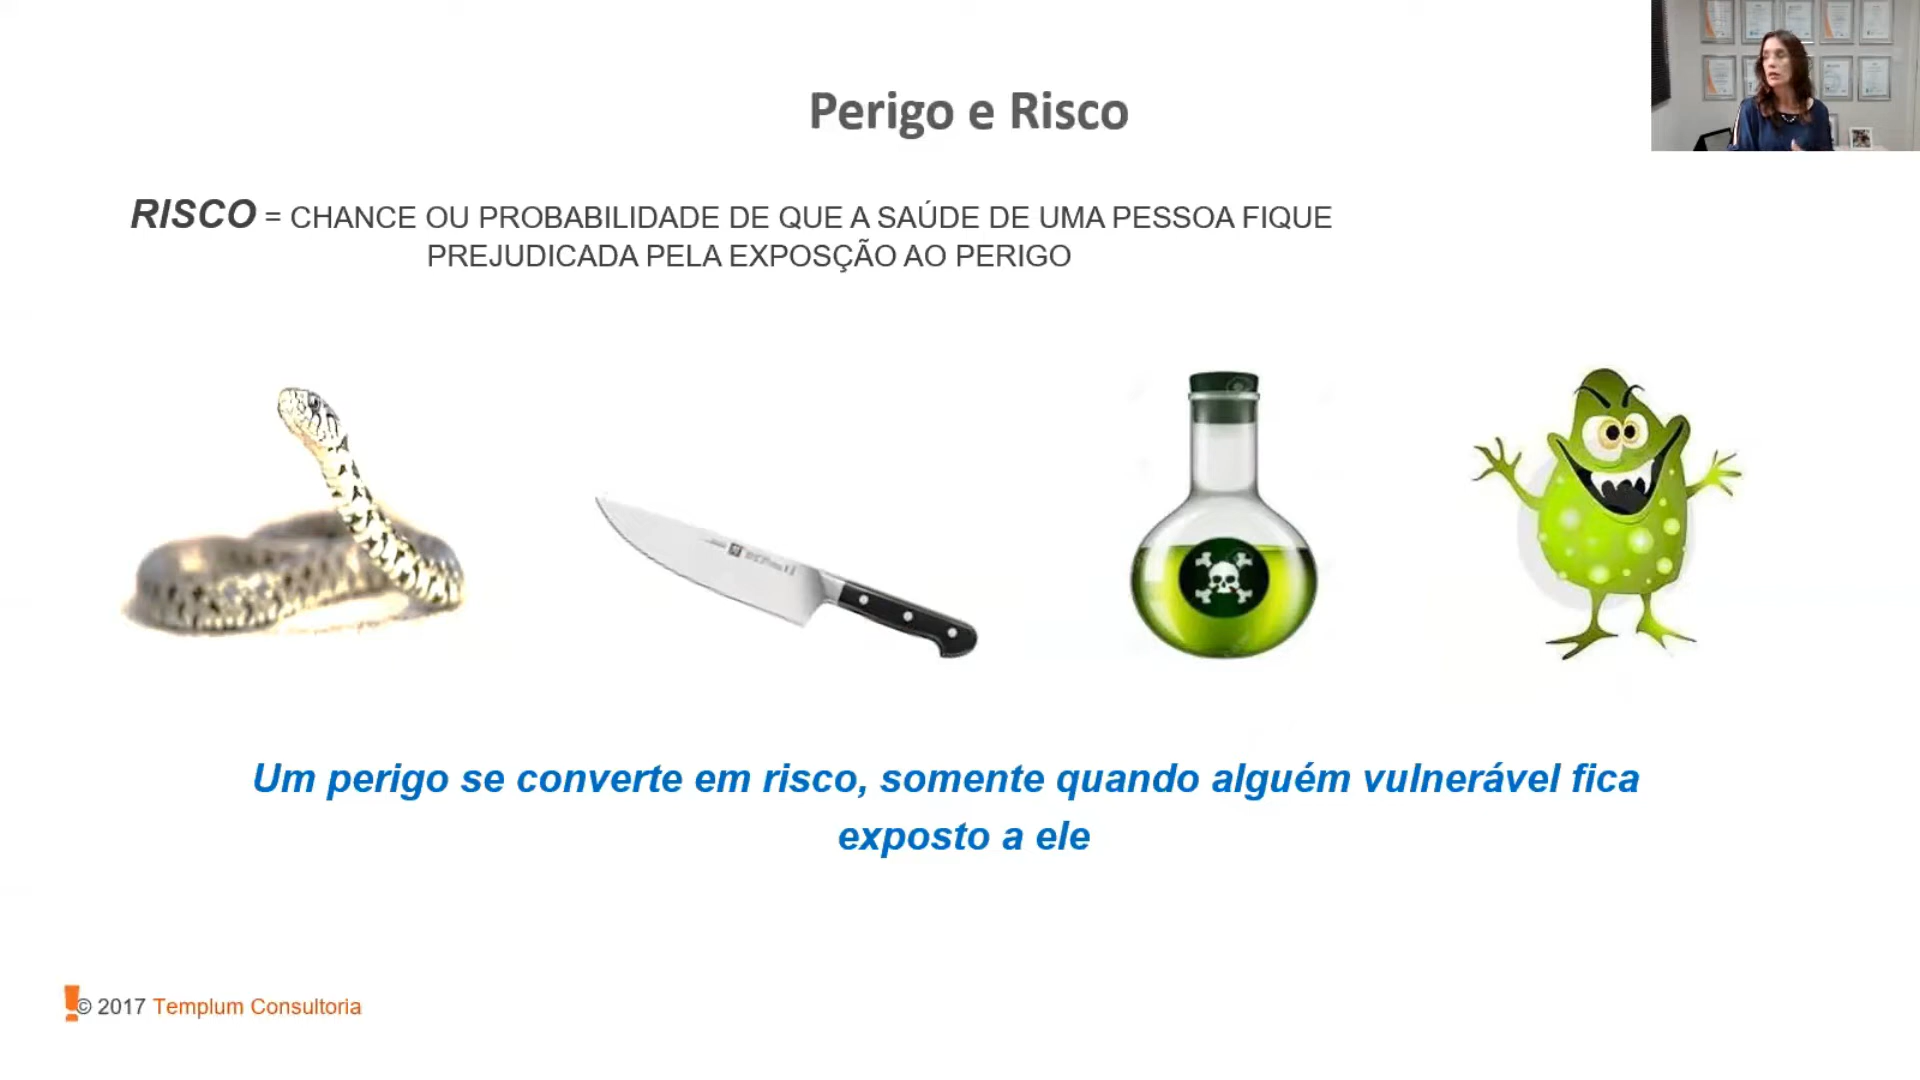 Perigo e Risco
RISCO = CHANCE OU PROBABILIDADE DE QUE A SAÚDE DE UMA PESSOA FIQUE
PREJUDICADA PELA EXPOSÇÃO AO PERIGO
Um perigo se converte em risco, somente quando alguém vulnerável fica
exposto a ele
© 2017 Templum Consultoria